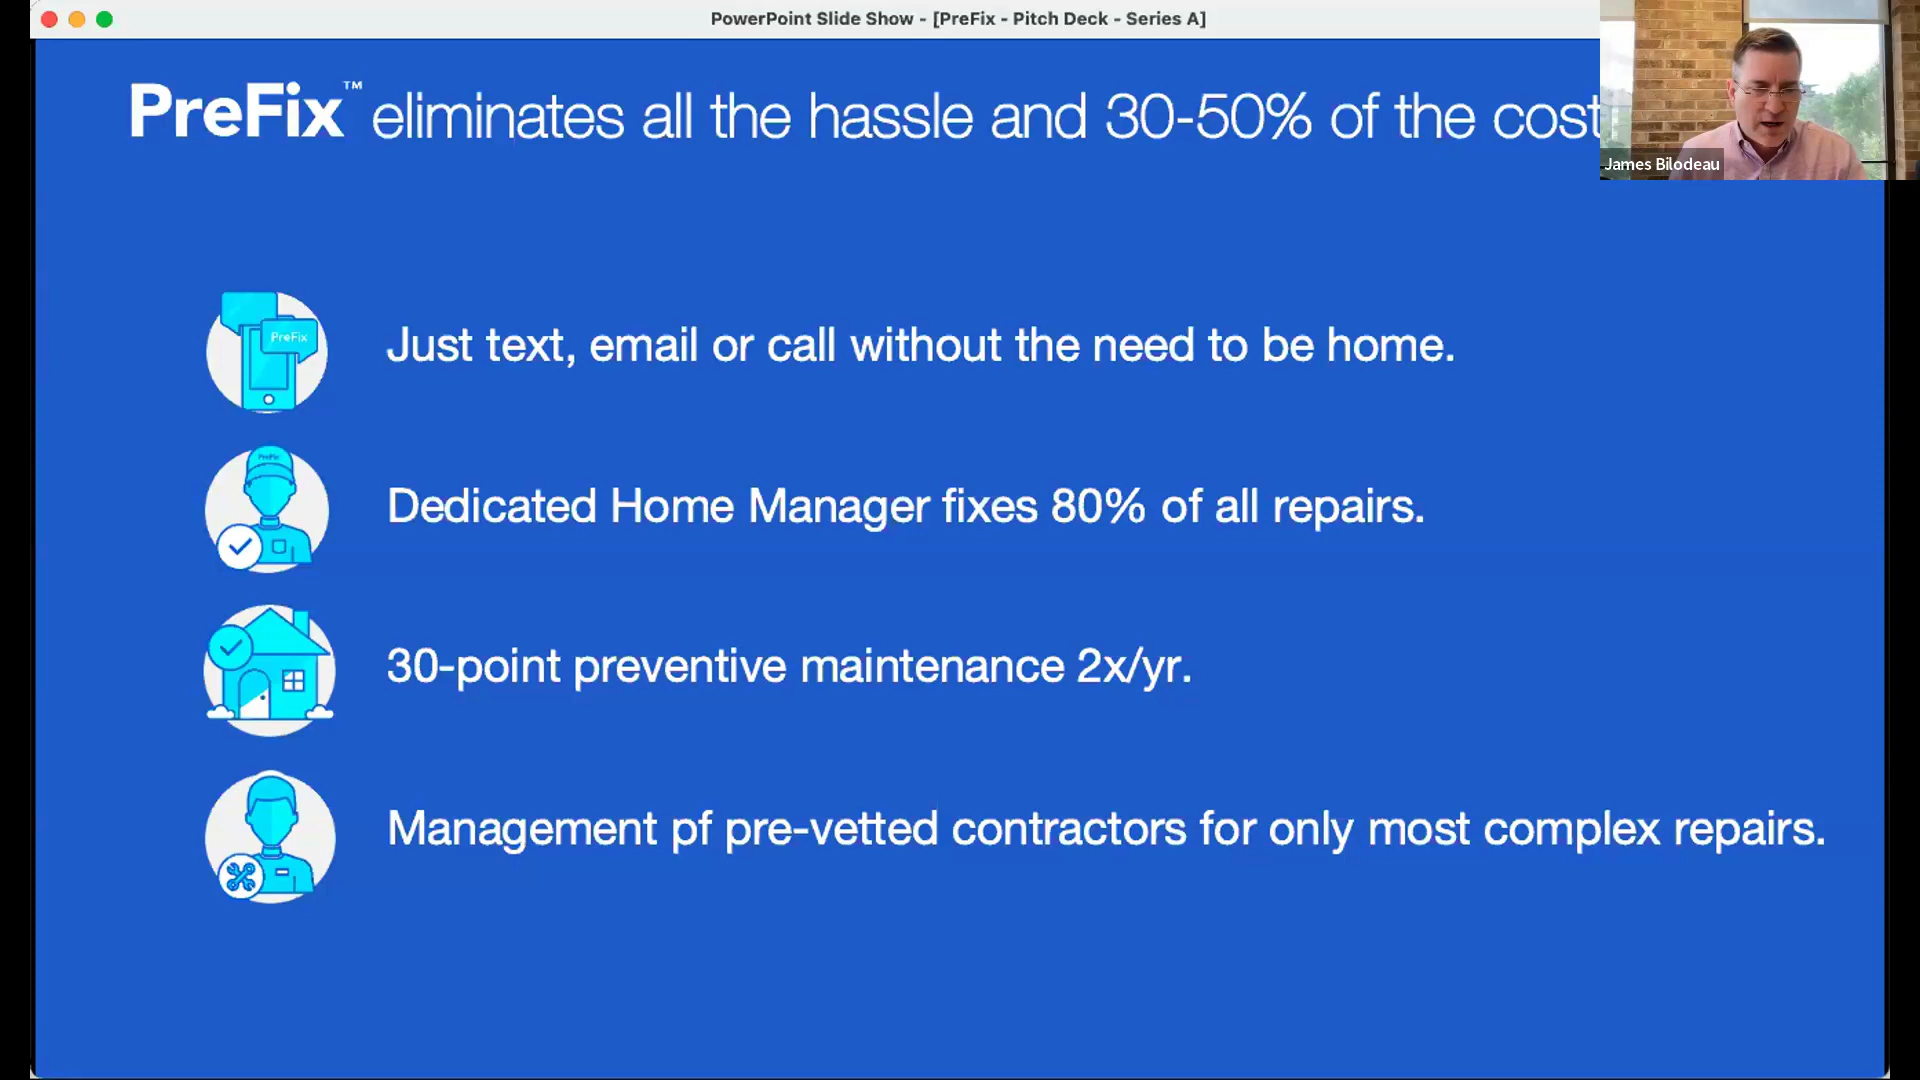 PowerPoint Slide Show - [PreFix - Pitch Deck - Series A]
PreFix™ eliminates all the hassle and 30-50% of the cost
James Bilodeau
PreFix
Just text, email or call without the need to be home.
PreFix
Dedicated Home Manager fixes 80% of all repairs.
30-point preventive maintenance 2x/yr.
Management pf pre-vetted contractors for only most complex repairs.